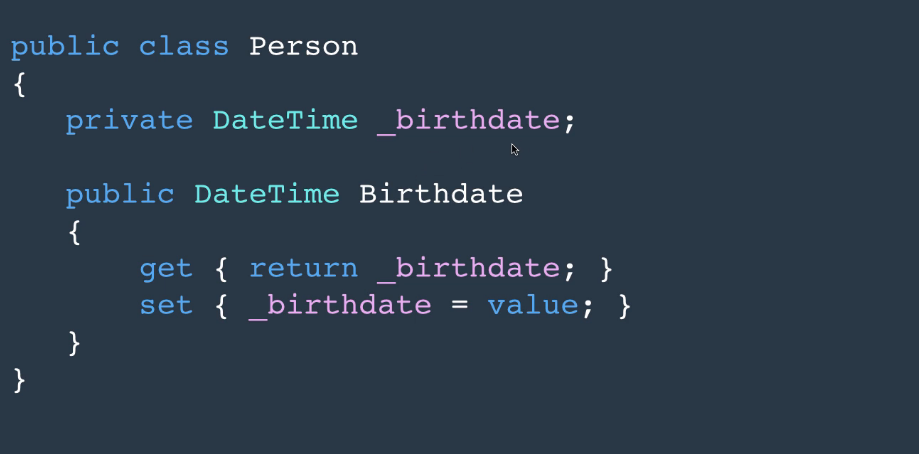 public class Person
{
private DateTime _birthdate;
public DateTime Birthdate
{
get { return _birthdate; }
set { _birthdate = value; }
}
}